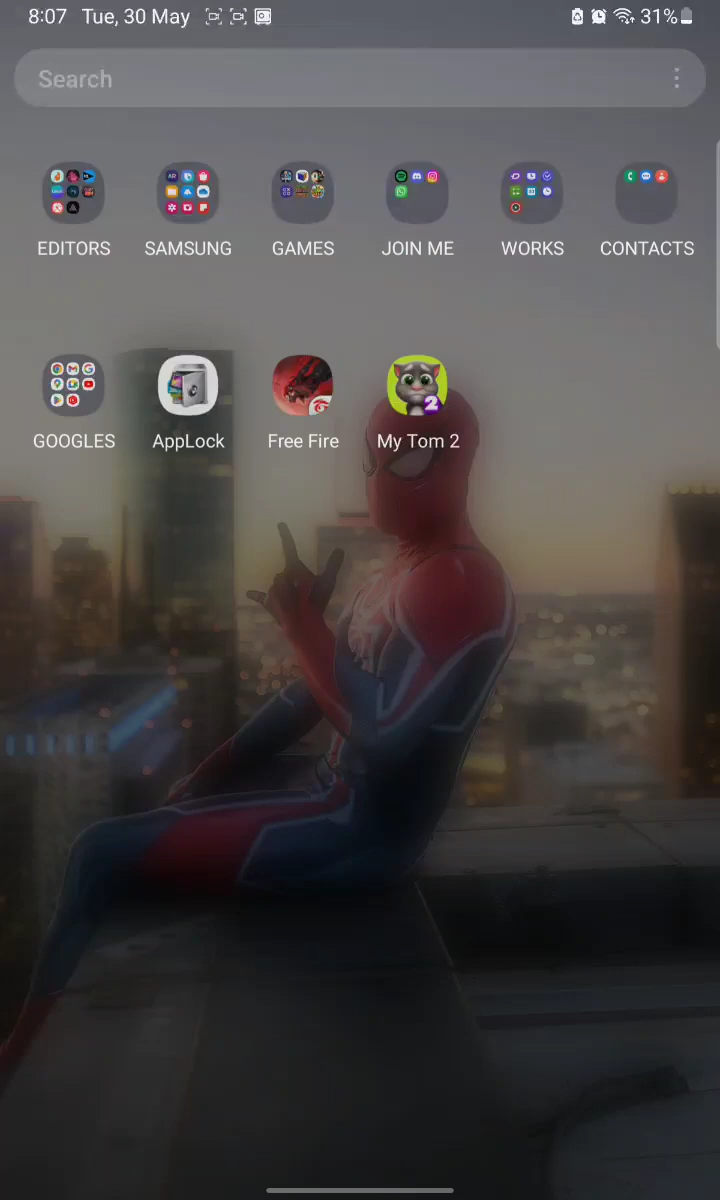 8:07 Tue, 30 May 31%
Search
EDITORS SAMSUNG GAMES JOIN ME WORKS CONTACTS
GOOGLES AppLock Free Fire My Tom 2